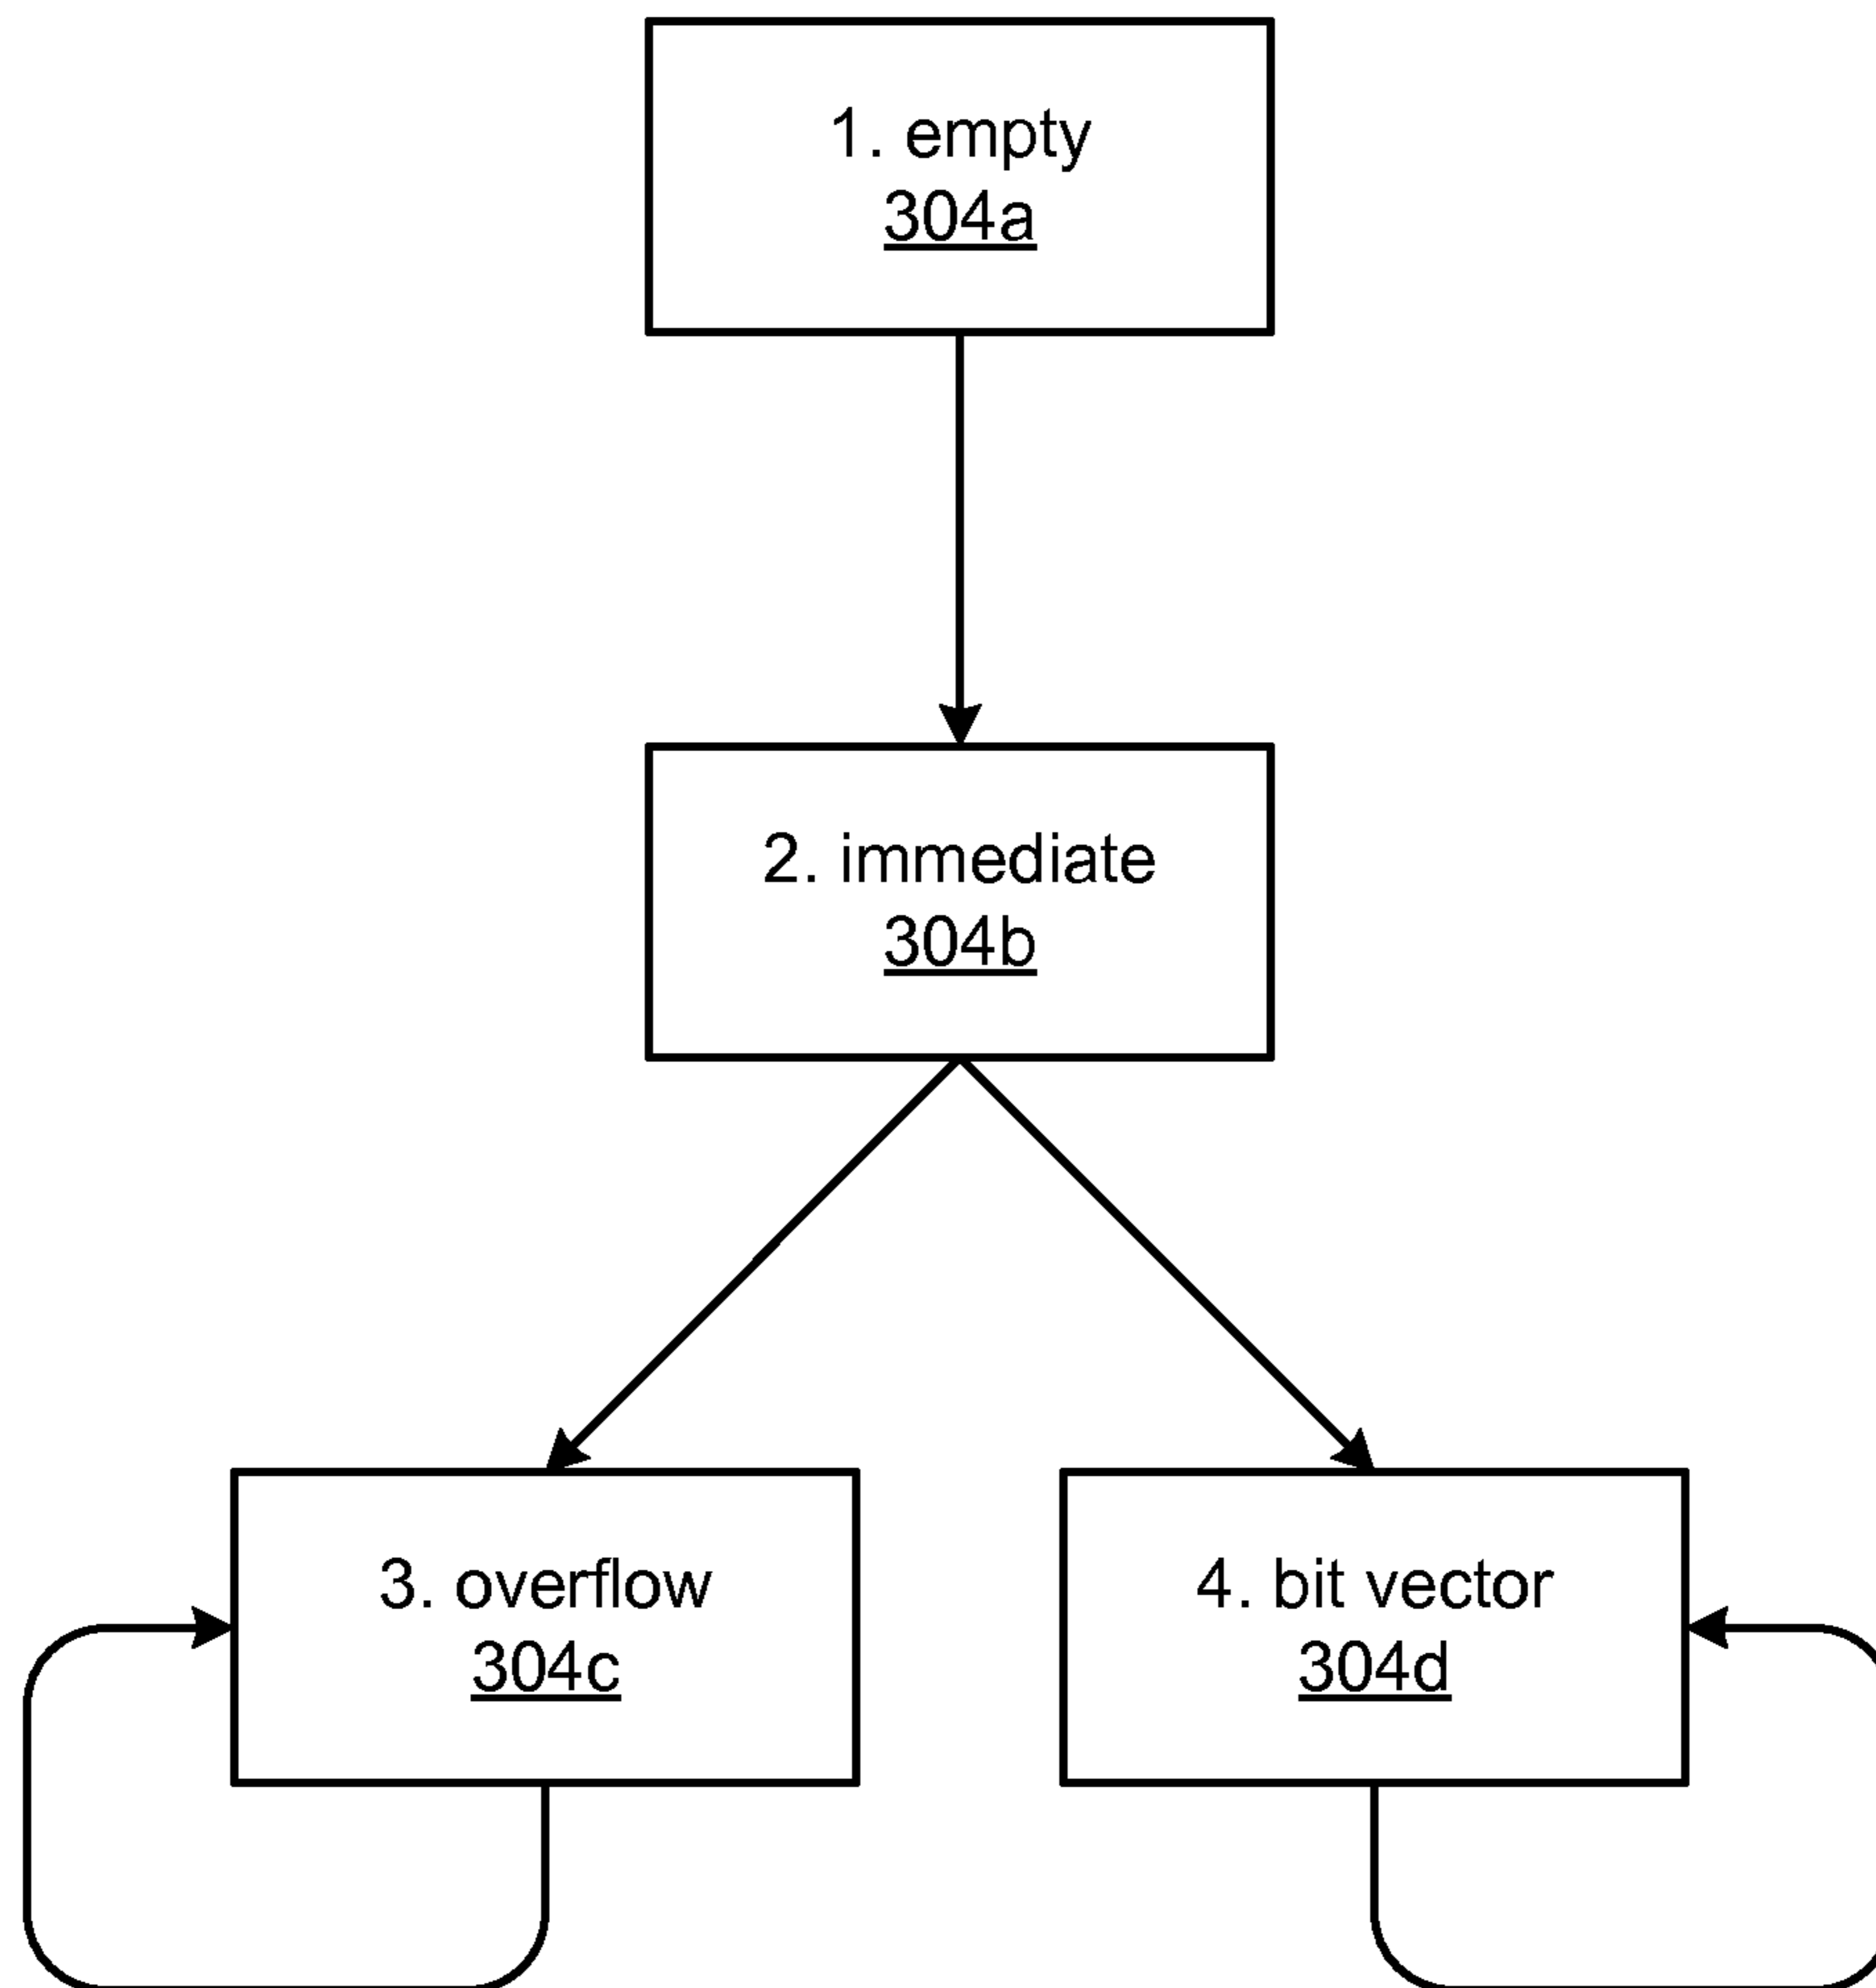 1. empty
304a
2. immediate
304b
3. overflow
304c
4. bit vector
304d